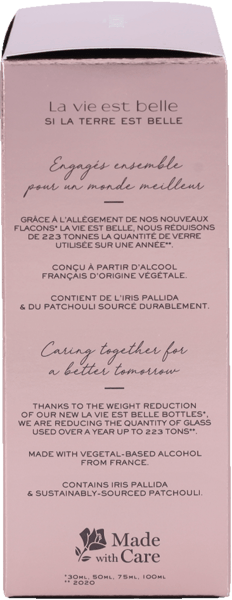 La vie est belle
SI LA TERRE EST BELLE
Engagés ensemble
pour un monde meilleur
GRÂCE À L'ALLÈGEMENT DE NOS NOUVEAUX
FLACONS* LA VIE EST BELLE, NOUS RÉDUISONS
DE 223 TONNES LA QUANTITÉ DE VERRE
UTILISÉE SUR UNE ANNÉE**.
CONÇU À PARTIR D'ALCOOL
FRANÇAIS D'ORIGINE VÉGÉTALE.
CONTIENT DE L'IRIS PALLIDA
& DU PATCHOULI SOURCÉ DURABLEMENT.
Caring together for
a better tomorrow
THANKS TO THE WEIGHT REDUCTION
OF OUR NEW LA VIE EST BELLE BOTTLES*,
WE ARE REDUCING THE QUANTITY OF GLASS
USED OVER A YEAR UP TO 223 TONS**.
MADE WITH VEGETAL-BASED ALCOHOL
FROM FRANCE.
CONTAINS IRIS PALLIDA
& SUSTAINABLY-SOURCED PATCHOULI.
Made
with Care
*30ML, 50ML, 75ML, 100ML
** 2020